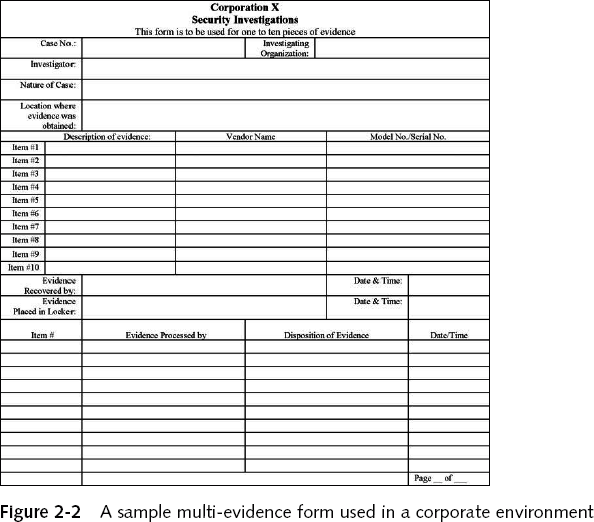 Corporation X
Security Investigations
This form is to be used for one to ten pieces of evidence
Case No.:
Investigating
Organization:
Investigator:
Nature of Case:
Location where
evidence was
obtained:
Description of evidence: Vendor Name Model No./Serial No.
Item #1
Item #2
Item #3
Item #4
Item #5
Item #6
Item #7
Item #8
Item #9
Item #10
Evidence
Recovered by:
Date & Time:
Evidence
Placed in Locker:
Date & Time:
Item # Evidence Processed by Disposition of Evidence Date/Time
Page __ of ___
Figure 2-2 A sample multi-evidence form used in a corporate environment